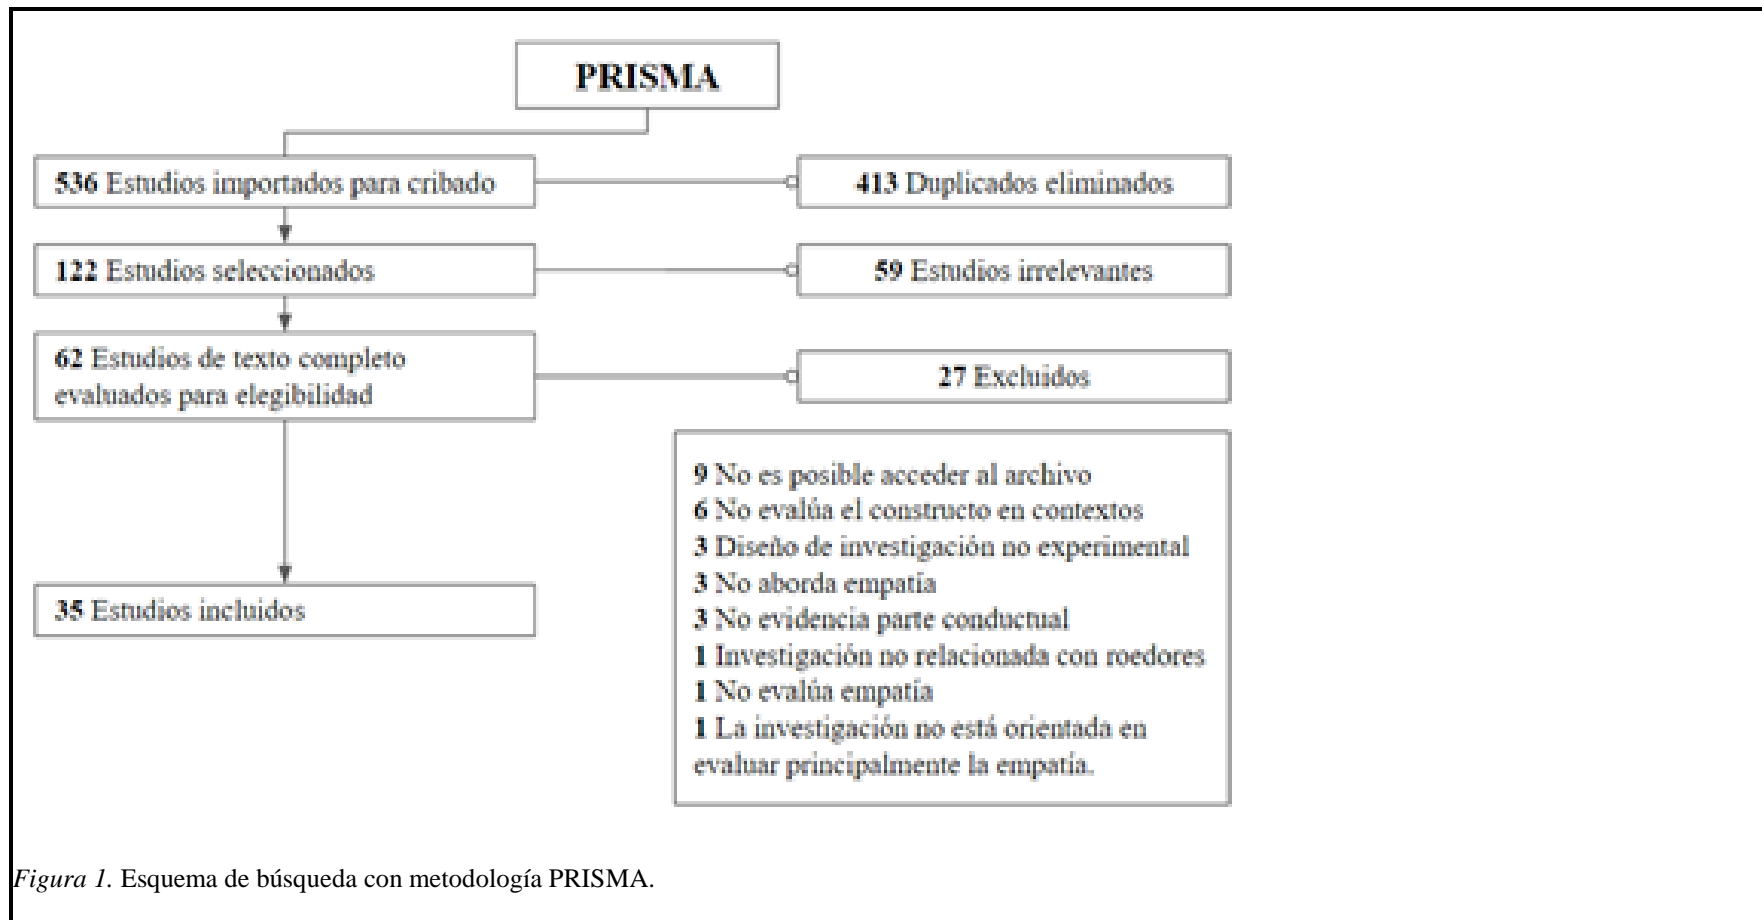 PRISMA
536 Estudios importados para cribado
413 Duplicados eliminados
122 Estudios seleccionados
59 Estudios irrelevantes
62 Estudios de texto completo
evaluados para elegibilidad
27 Excluidos
9 No es posible acceder al archivo
6 No evalúa el constructo en contextos
3 Diseño de investigación no experimental
3 No aborda empatía
3 No evidencia parte conductual
1 Investigación no relacionada con roedores
1 No evalúa empatía
1 La investigación no está orientada en
evaluar principalmente la empatía.
35 Estudios incluidos
Figura 1. Esquema de búsqueda con metodología PRISMA.